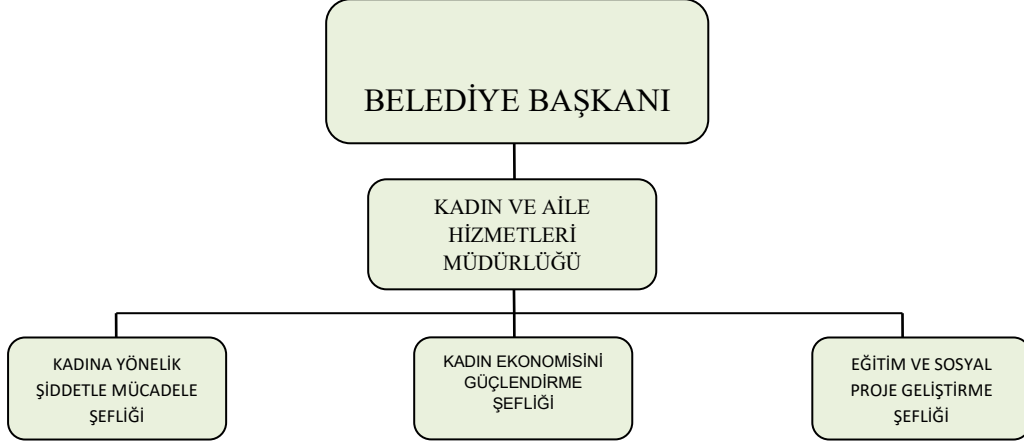 BELEDİYE BAŞKANI
KADIN VE AİLE
HİZMETLERİ
MÜDÜRLÜĞÜ
KADINA YÖNELİK
ŞİDDETLE MÜCADELE
ŞEFLİĞİ
KADIN EKONOMİSİNİ
GÜÇLENDİRME
ŞEFLİĞİ
EĞİTİM VE SOSYAL
PROJE GELİŞTİRME
ŞEFLİĞİ